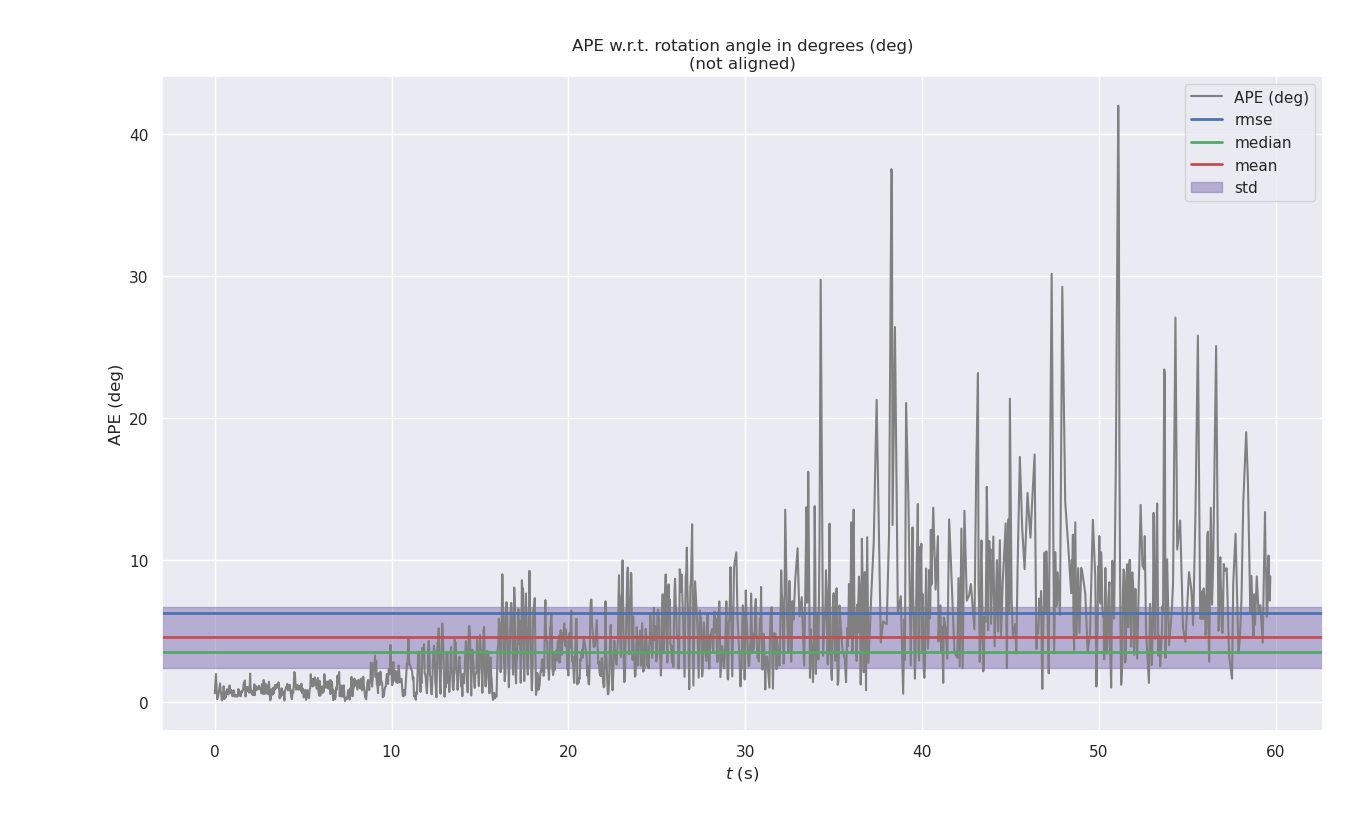 APE w.r.t. rotation angle in degrees (deg)
(not aligned)
APE (deg)
rmse
median
mean
std
APE (deg)
40
30
20
10
0
0 10 20 30 40 50 60
t (s)